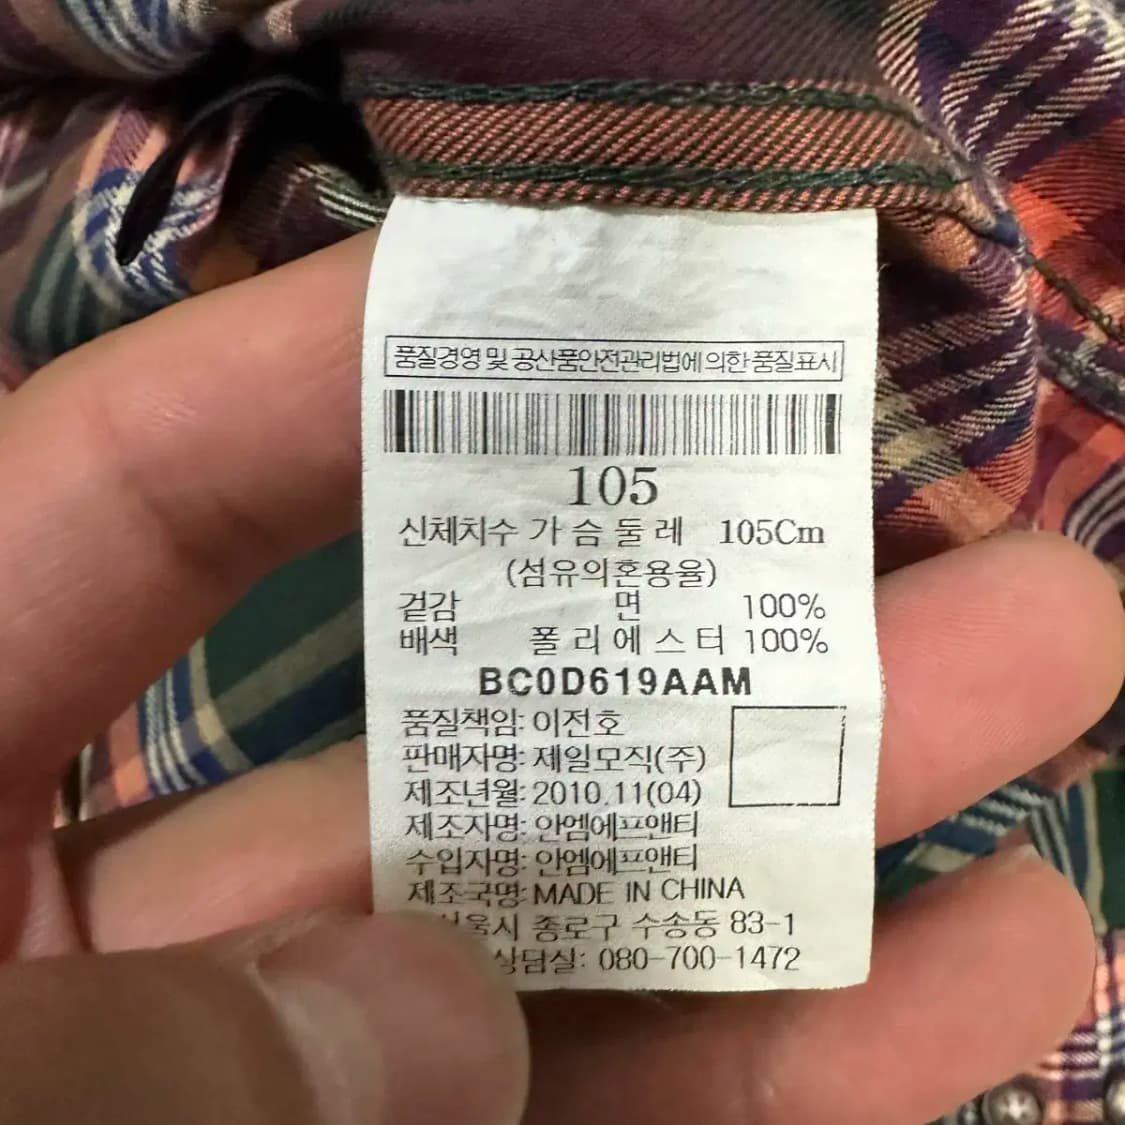 품질경영 및 공산품안전관리법에 의한 품질표시
105
신체치수 가슴둘레 105Cm
(섬유의혼용율)
겉감 면 100%
배색 폴리에스터 100%
BC0D619AAM
품질책임: 이전호
판매자명: 제일모직(주)
제조년월: 2010.11(04)
제조자명: 안엠에프앤티
수입자명: 안엠에프앤티
제조국명: MADE IN CHINA
종로구 수송동 83-1
상담실: 080-700-1472